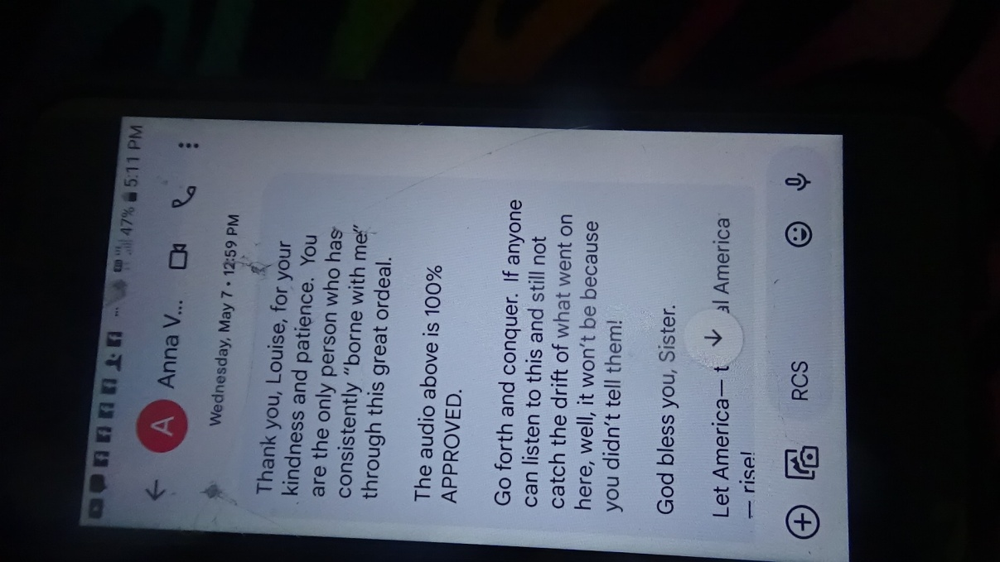 47% 5:11 PM
A Anna V...
Wednesday, May 7 • 12:59 PM
Thank you, Louise, for your
kindness and patience. You
are the only person who has
consistently “borne with me”
through this great ordeal.
The audio above is 100%
APPROVED.
Go forth and conquer. If anyone
can listen to this and still not
catch the drift of what went on
here, well, it won’t be because
you didn’t tell them!
God bless you, Sister.
Let America— America
— rise!
RCS